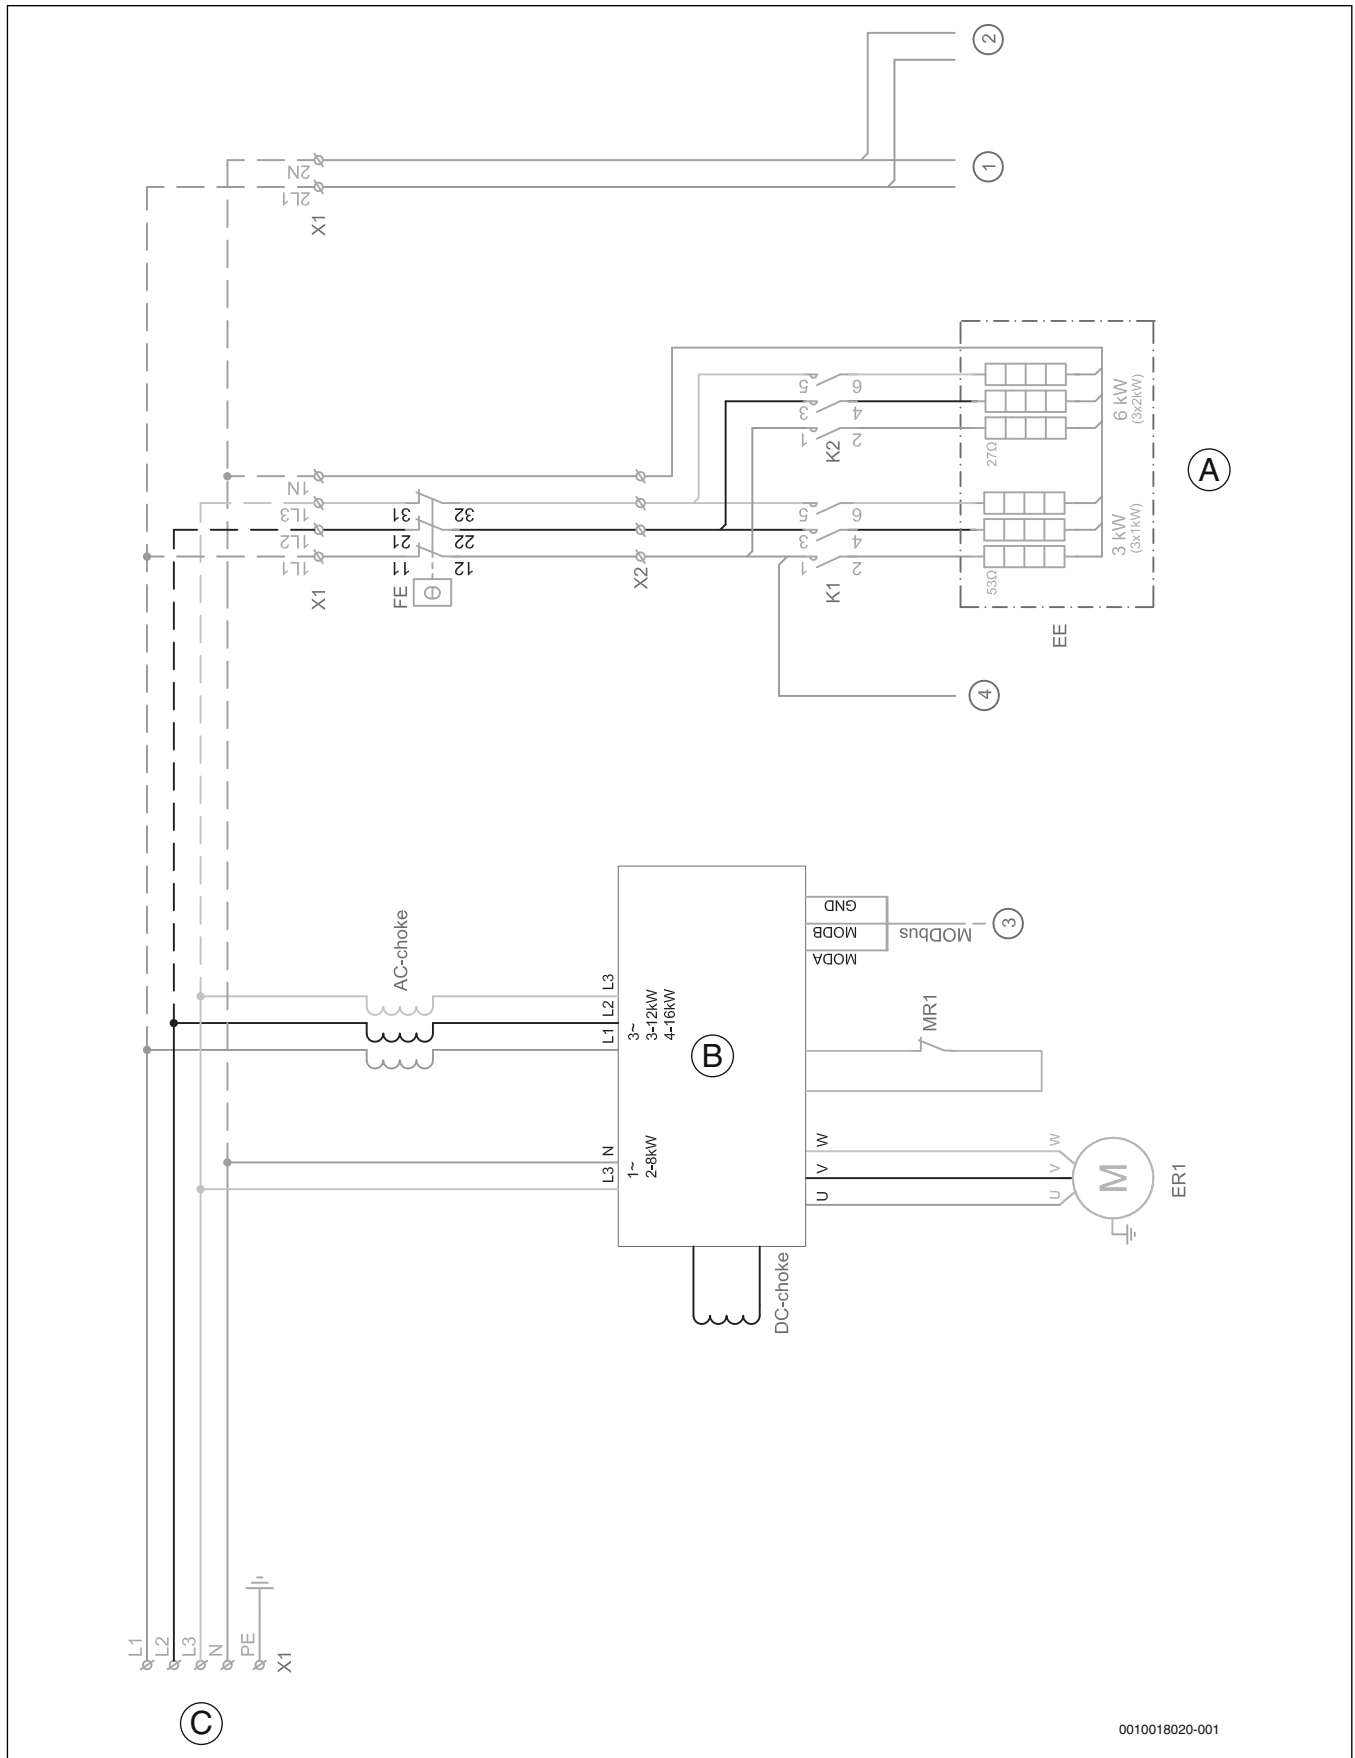 2
2N
2L1
X1
1
6 kW
(3x2kW)
5
6
3
4
1
2
K2
27Ω
1N
1L3
1L2
1L1
X1
31
32
21
22
11
12
FE
Θ
X2
5
6
3
4
1
2
K1
53Ω
3 kW
(3x1kW)
EE
A
4
AC-choke
L3
L2
L1
3~
3-12kW
4-16kW
B
GND
MODB
MODA
MODbus
3
MR1
N
L3
1~
2-8kW
W
V
U
W
V
U
M
ER1
DC-choke
L1
L2
L3
N
PE
X1
C
0010018020-001